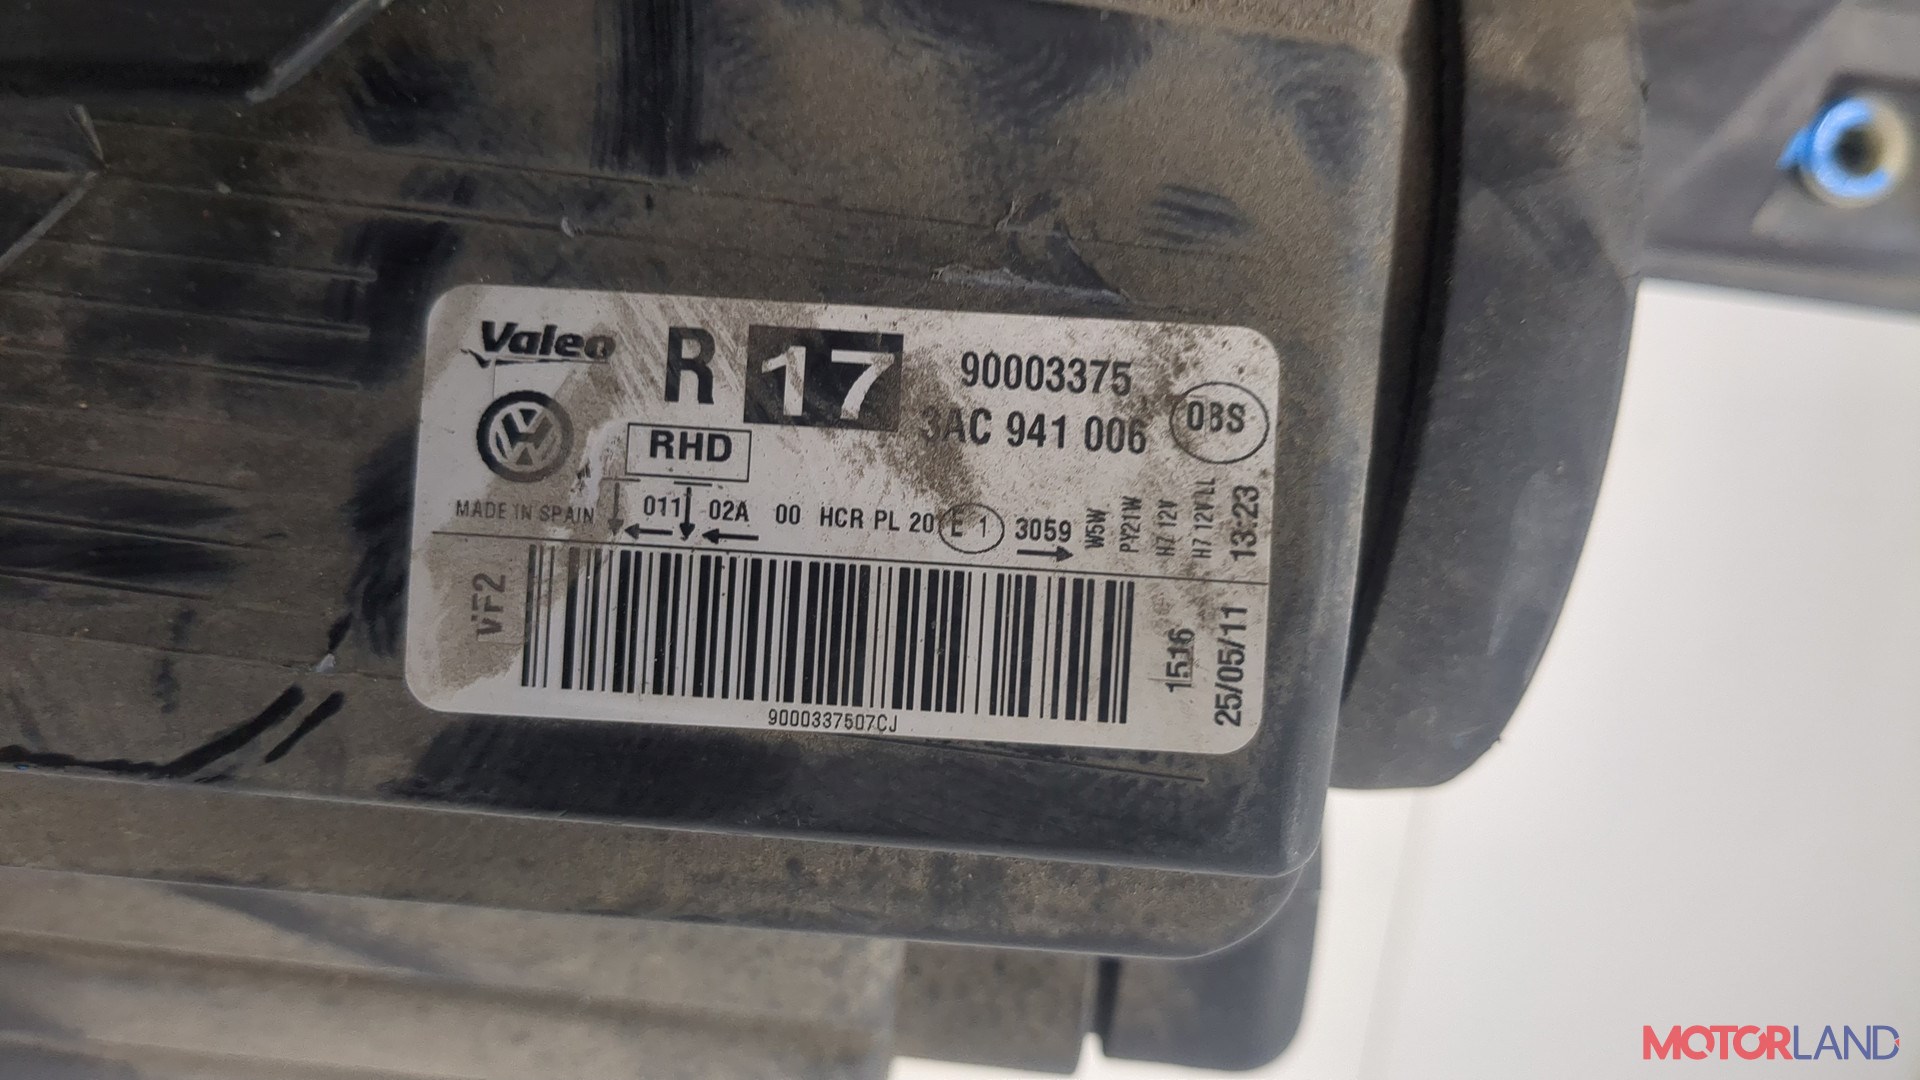 Valeo R 17 90003375
3AC 941 006 OBS
RHD
MADE IN SPAIN 011 02A 00 HCR PL 20 E 1 3059
W5W
PY21W
H7 12V
H7 12V LL
13:23
VF2
1516
25/05/11
9000337507CJ
MOTORLAND